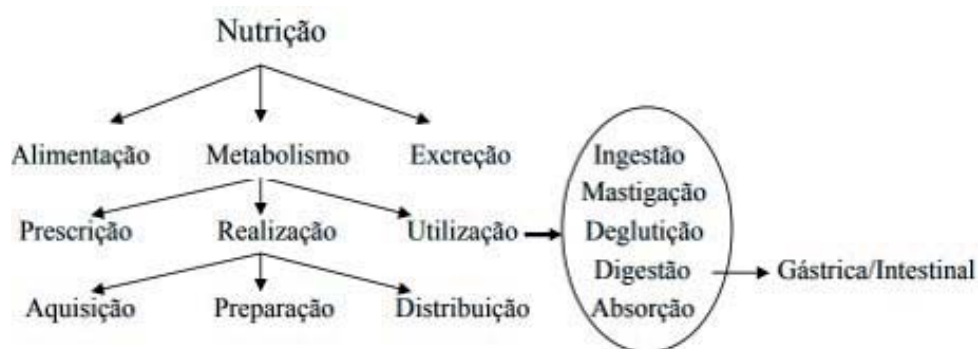 Nutrição
Alimentação Metabolismo Excreção
Prescrição Realização Utilização
Aquisição Preparação Distribuição
Ingestão
Mastigação
Deglutição
Digestão Gástrica/Intestinal
Absorção